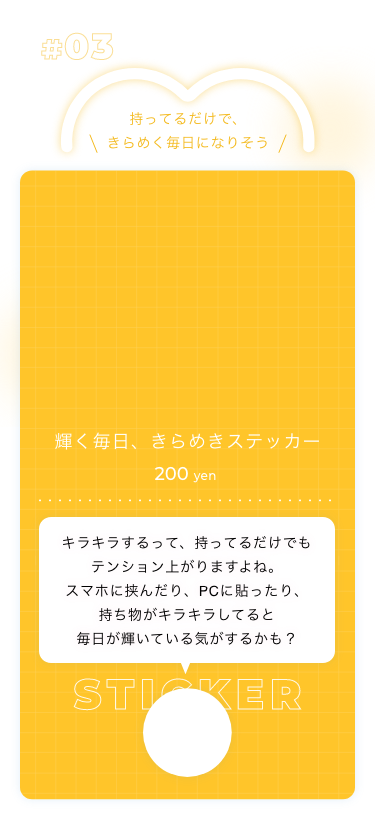 #03
持ってるだけで、
\ きらめく毎日になりそう /
輝く毎日、きらめきステッカー
200 yen
キラキラするって、持ってるだけでも
テンション上がりますよね。
スマホに挟んだり、PCに貼ったり、
持ち物がキラキラしてると
毎日が輝いている気がするかも？
STICKER